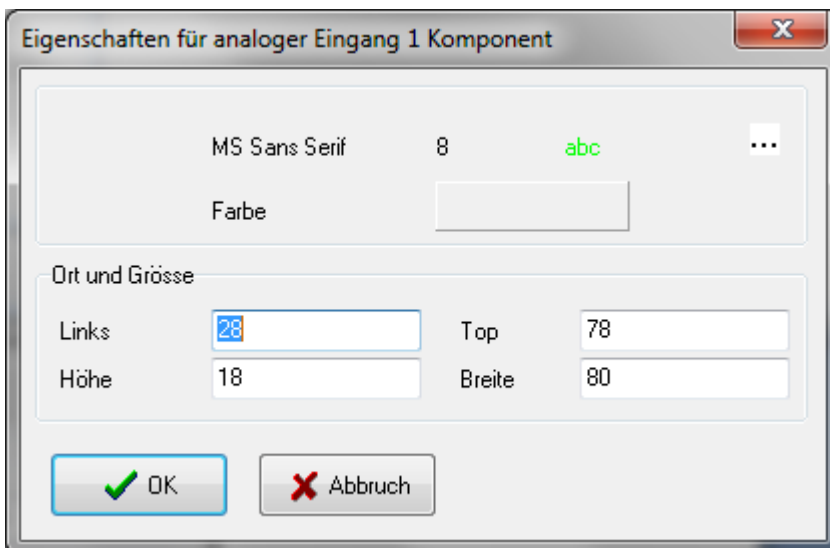 Eigenschaften für analoger Eingang 1 Komponent
MS Sans Serif 8 abc ...
Farbe
Ort und Grösse
Links 28 Top 78
Höhe 18 Breite 80
OK Abbruch